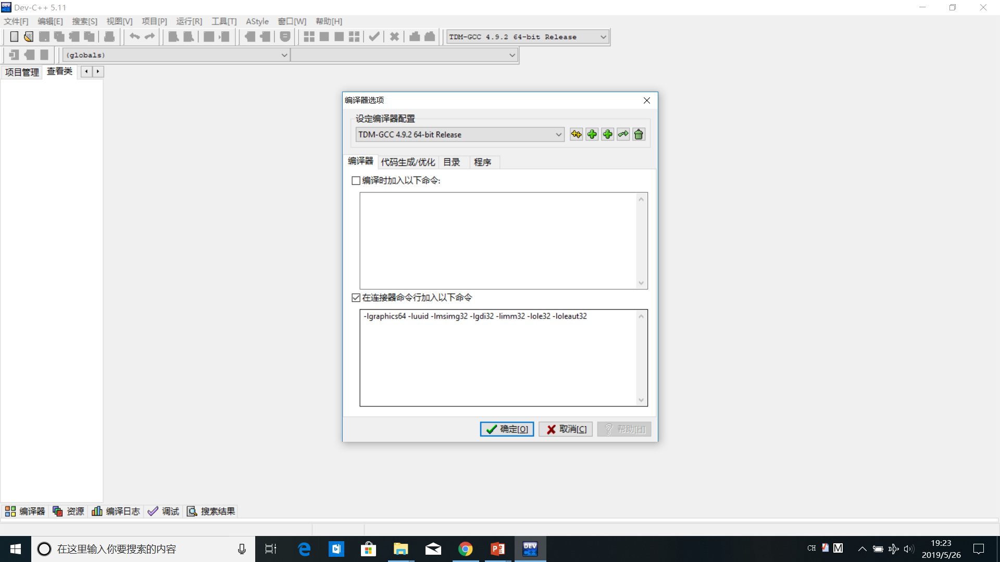 Dev-C++ 5.11
文件[F] 编辑[E] 搜索[S] 视图[V] 项目[P] 运行[R] 工具[T] AStyle 窗口[W] 帮助[H]
TDM-GCC 4.9.2 64-bit Release
(globals)
项目管理 查看类
编译器选项
设定编译器配置
TDM-GCC 4.9.2 64-bit Release
编译器 代码生成/优化 目录 程序
编译时加入以下命令:
在连接器命令行加入以下命令
-lgraphics64 -luuid -lmsimg32 -lgdi32 -limm32 -lole32 -loleaut32
确定[O] 取消[C] 帮助[H]
编译器 资源 编译日志 调试 搜索结果
在这里输入你要搜索的内容
CH M
19:23
2019/5/26